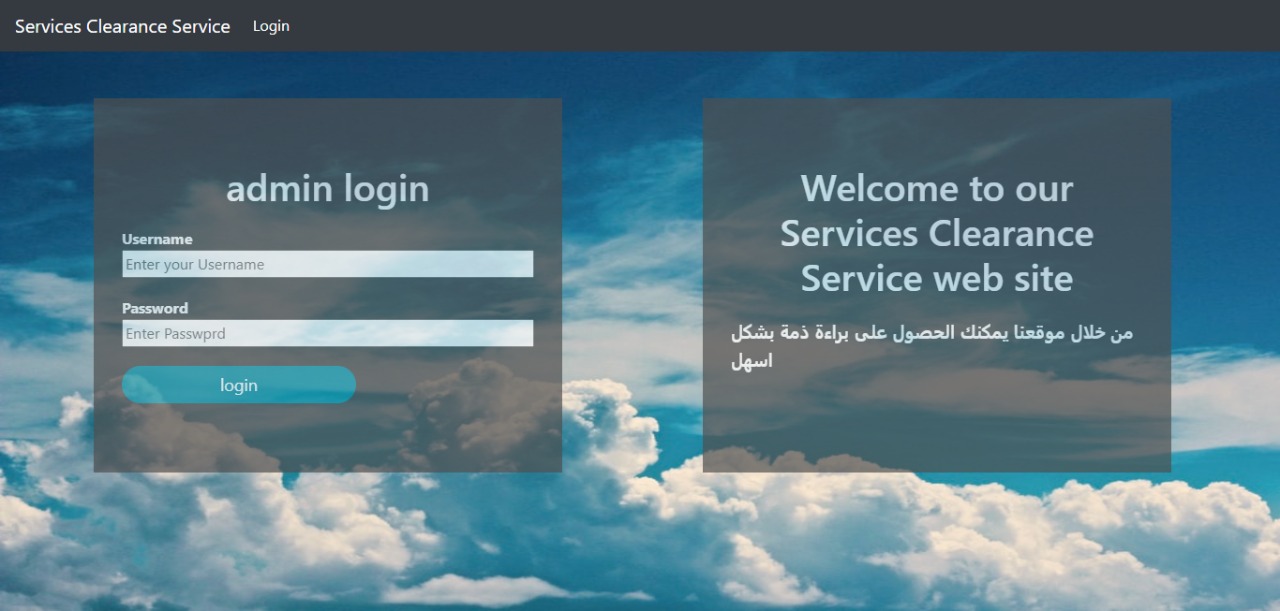 Services Clearance Service Login
admin login
Username
Enter your Username
Password
Enter Passwprd
login
Welcome to our
Services Clearance
Service web site
من خلال موقعنا يمكنك الحصول على براءة ذمة بشكل
اسهل